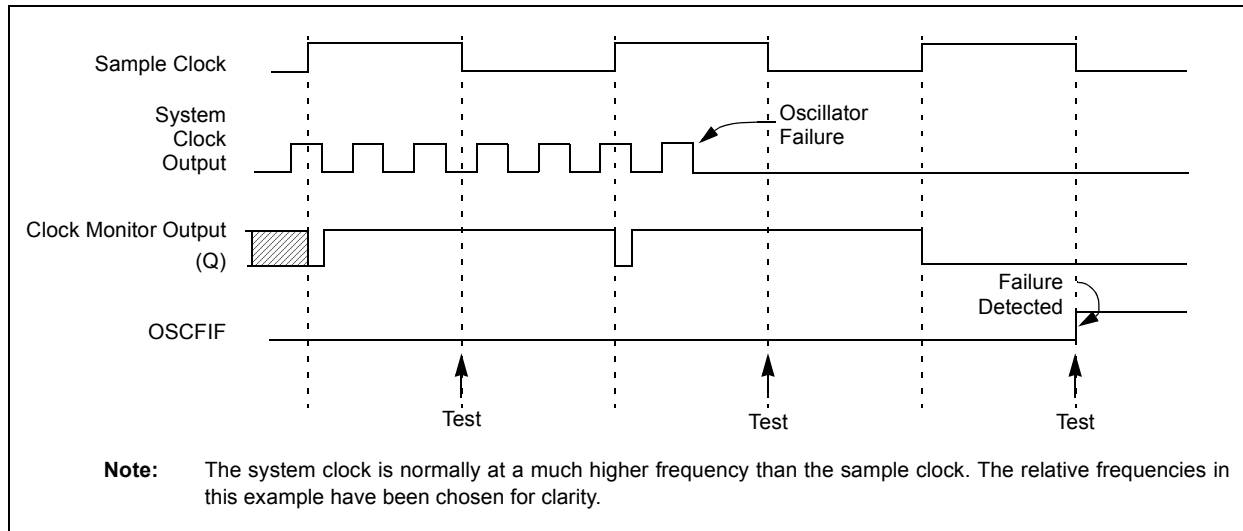 Sample Clock
System
Clock
Output
Oscillator
Failure
Clock Monitor Output
(Q)
Failure
Detected
OSCFIF
Test
Test
Test
Note: The system clock is normally at a much higher frequency than the sample clock. The relative frequencies in
this example have been chosen for clarity.